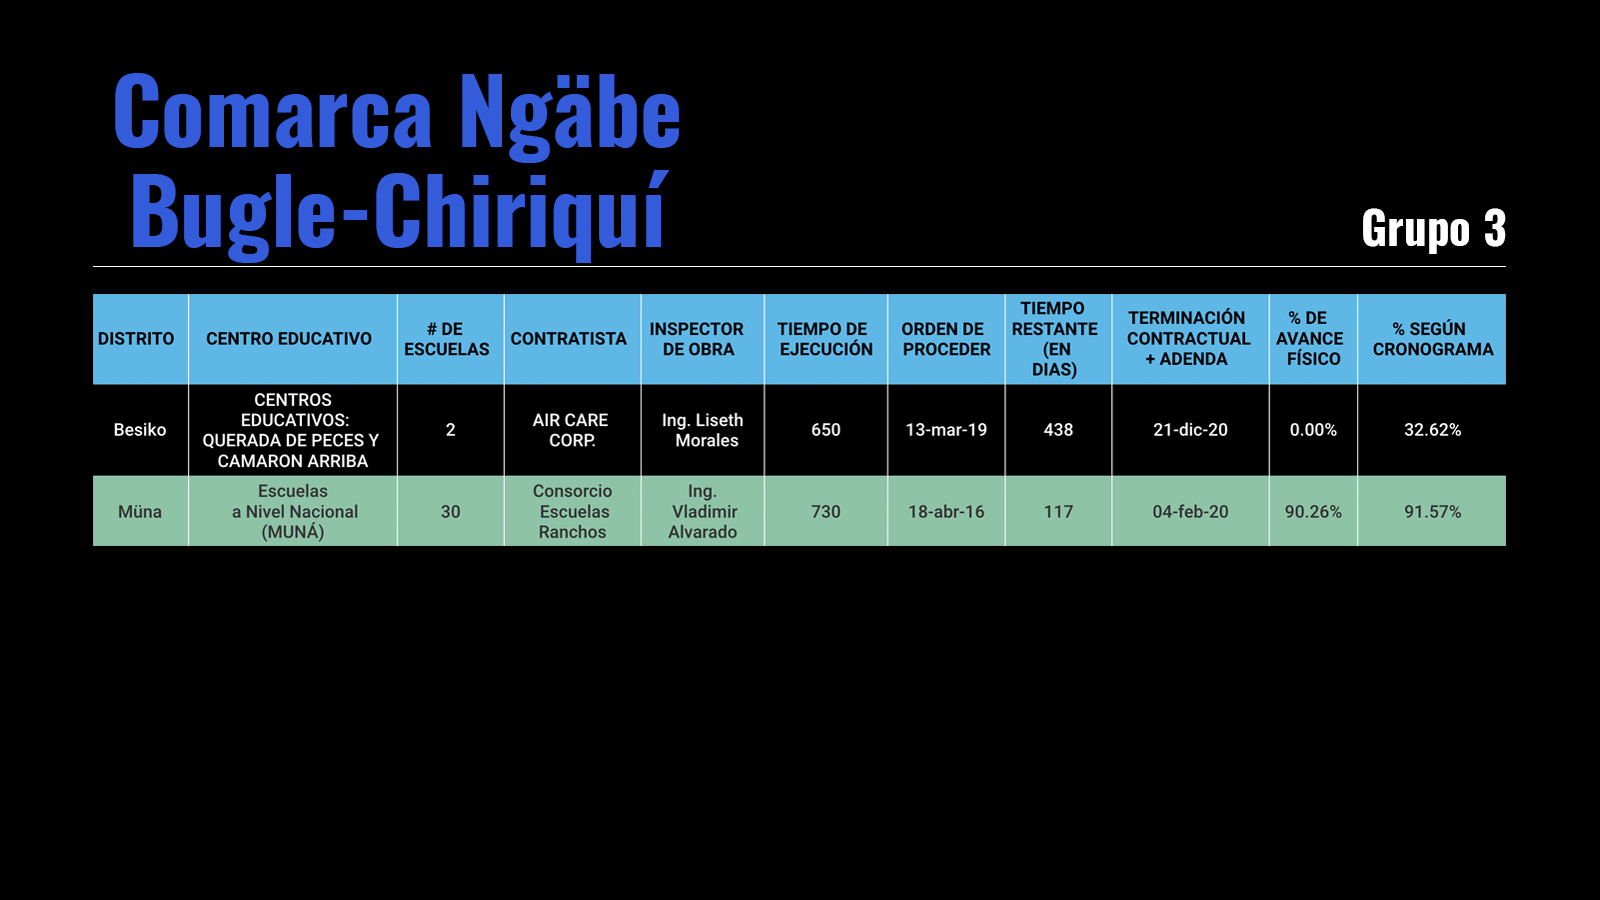 Comarca Ngäbe
Bugle-Chiriquí
Grupo 3
DISTRITO
CENTRO EDUCATIVO
# DE
ESCUELAS
CONTRATISTA
INSPECTOR
DE OBRA
TIEMPO DE
EJECUCIÓN
ORDEN DE
PROCEDER
TIEMPO
RESTANTE
(EN
DIAS)
TERMINACIÓN
CONTRACTUAL
+ ADENDA
% DE
AVANCE
FÍSICO
% SEGÚN
CRONOGRAMA
Besiko
CENTROS
EDUCATIVOS:
QUERADA DE PECES Y
CAMARON ARRIBA
2
AIR CARE
CORP.
Ing. Liseth
Morales
650
13-mar-19
438
21-dic-20
0.00%
32.62%
Müna
Escuelas
a Nivel Nacional
(MUNÁ)
30
Consorcio
Escuelas
Ranchos
Ing.
Vladimir
Alvarado
730
18-abr-16
117
04-feb-20
90.26%
91.57%